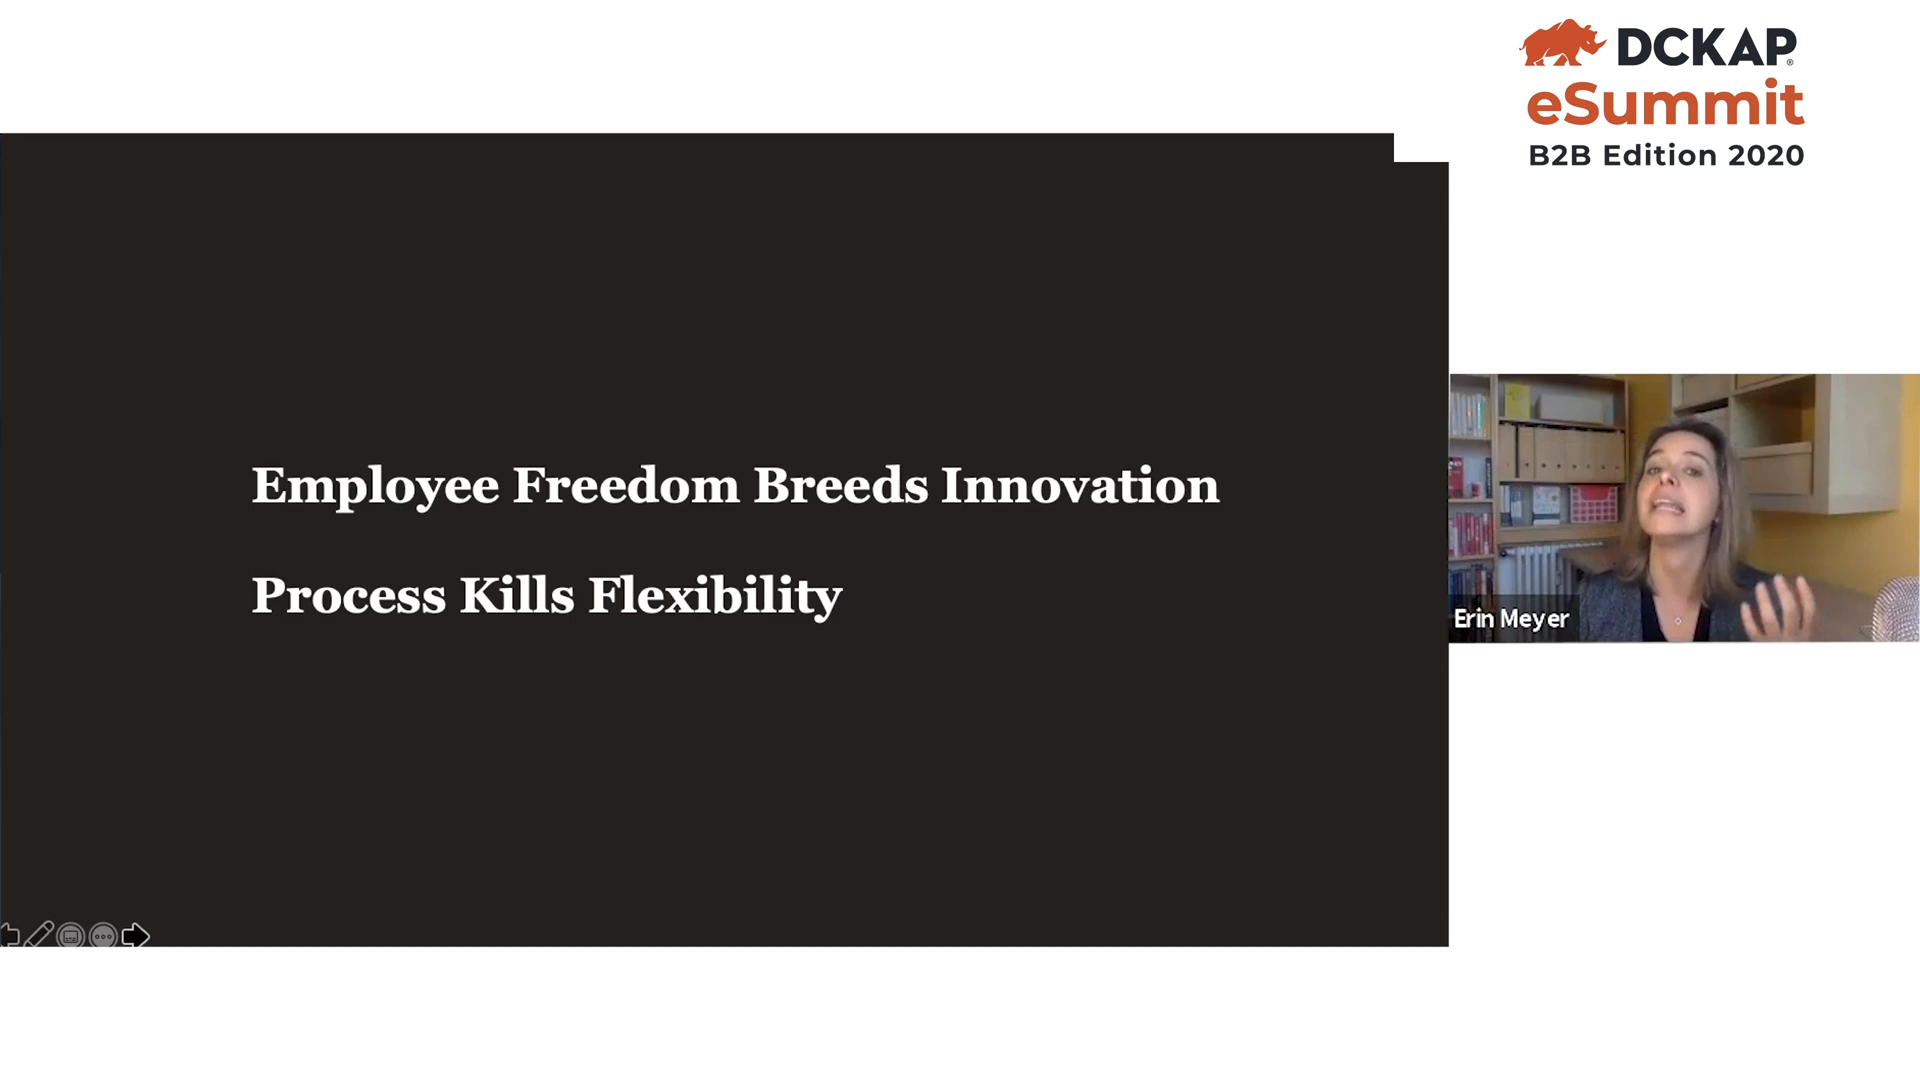 DCKAP®
eSummit
B2B Edition 2020
Employee Freedom Breeds Innovation
Process Kills Flexibility
Erin Meyer